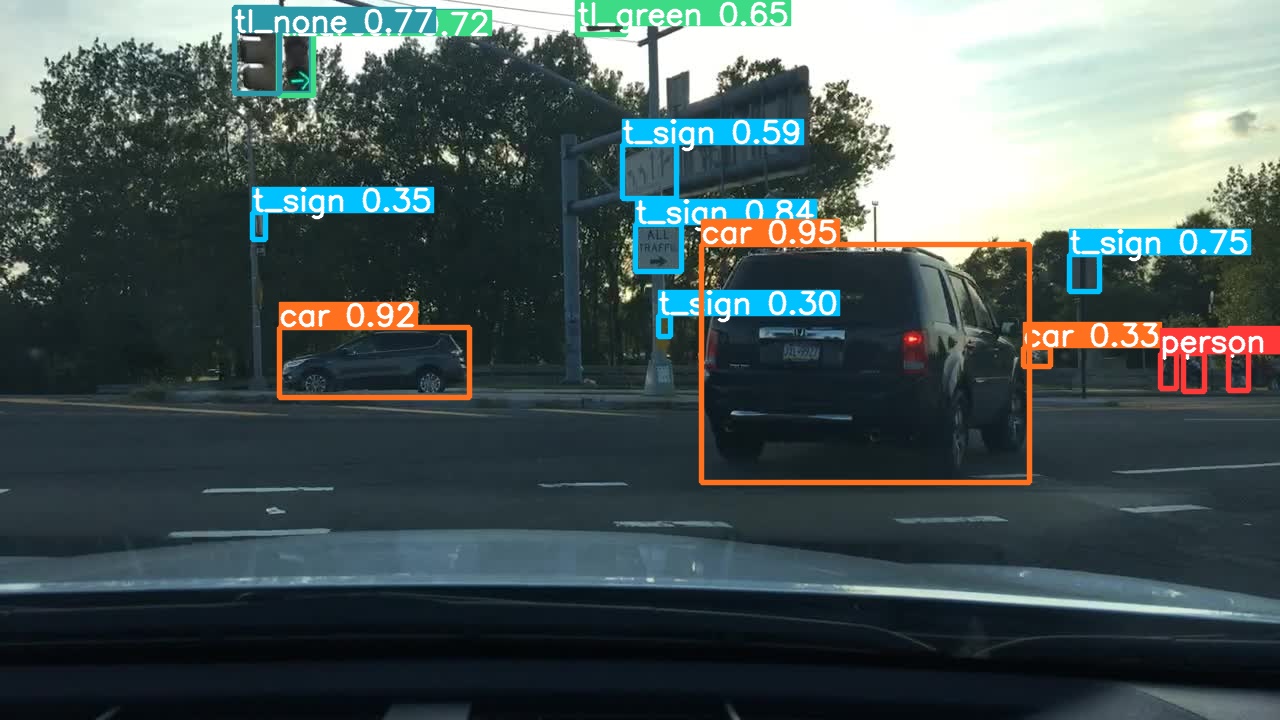 tl_none 0.77
0.72
tl_green 0.65
t_sign 0.59
t_sign 0.35
t_sign 0.84
car 0.95
ALL
TRAFFIC
t_sign 0.75
t_sign 0.30
car 0.92
car 0.33
person